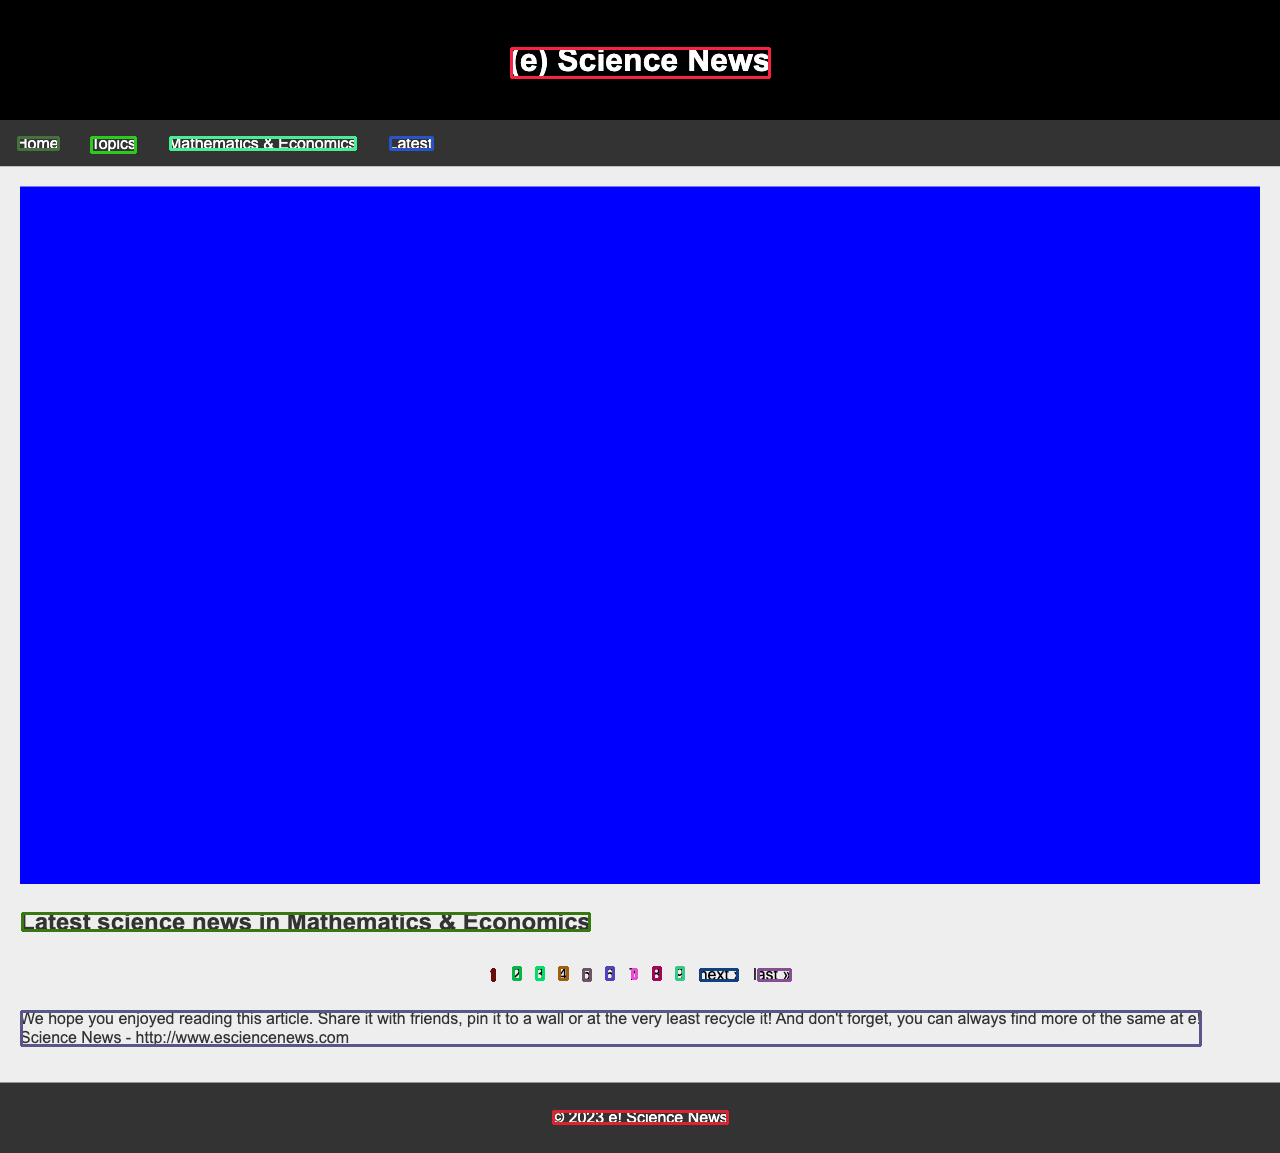 (e) Science News
Home Topics Mathematics & Economics Latest
Latest science news in Mathematics & Economics
1 2 3 4 5 6 7 8 9 next › last »
We hope you enjoyed reading this article. Share it with friends, pin it to a wall or at the very least recycle it! And don't forget, you can always find more of the same at e!
Science News - http://www.esciencenews.com
© 2023 e! Science News